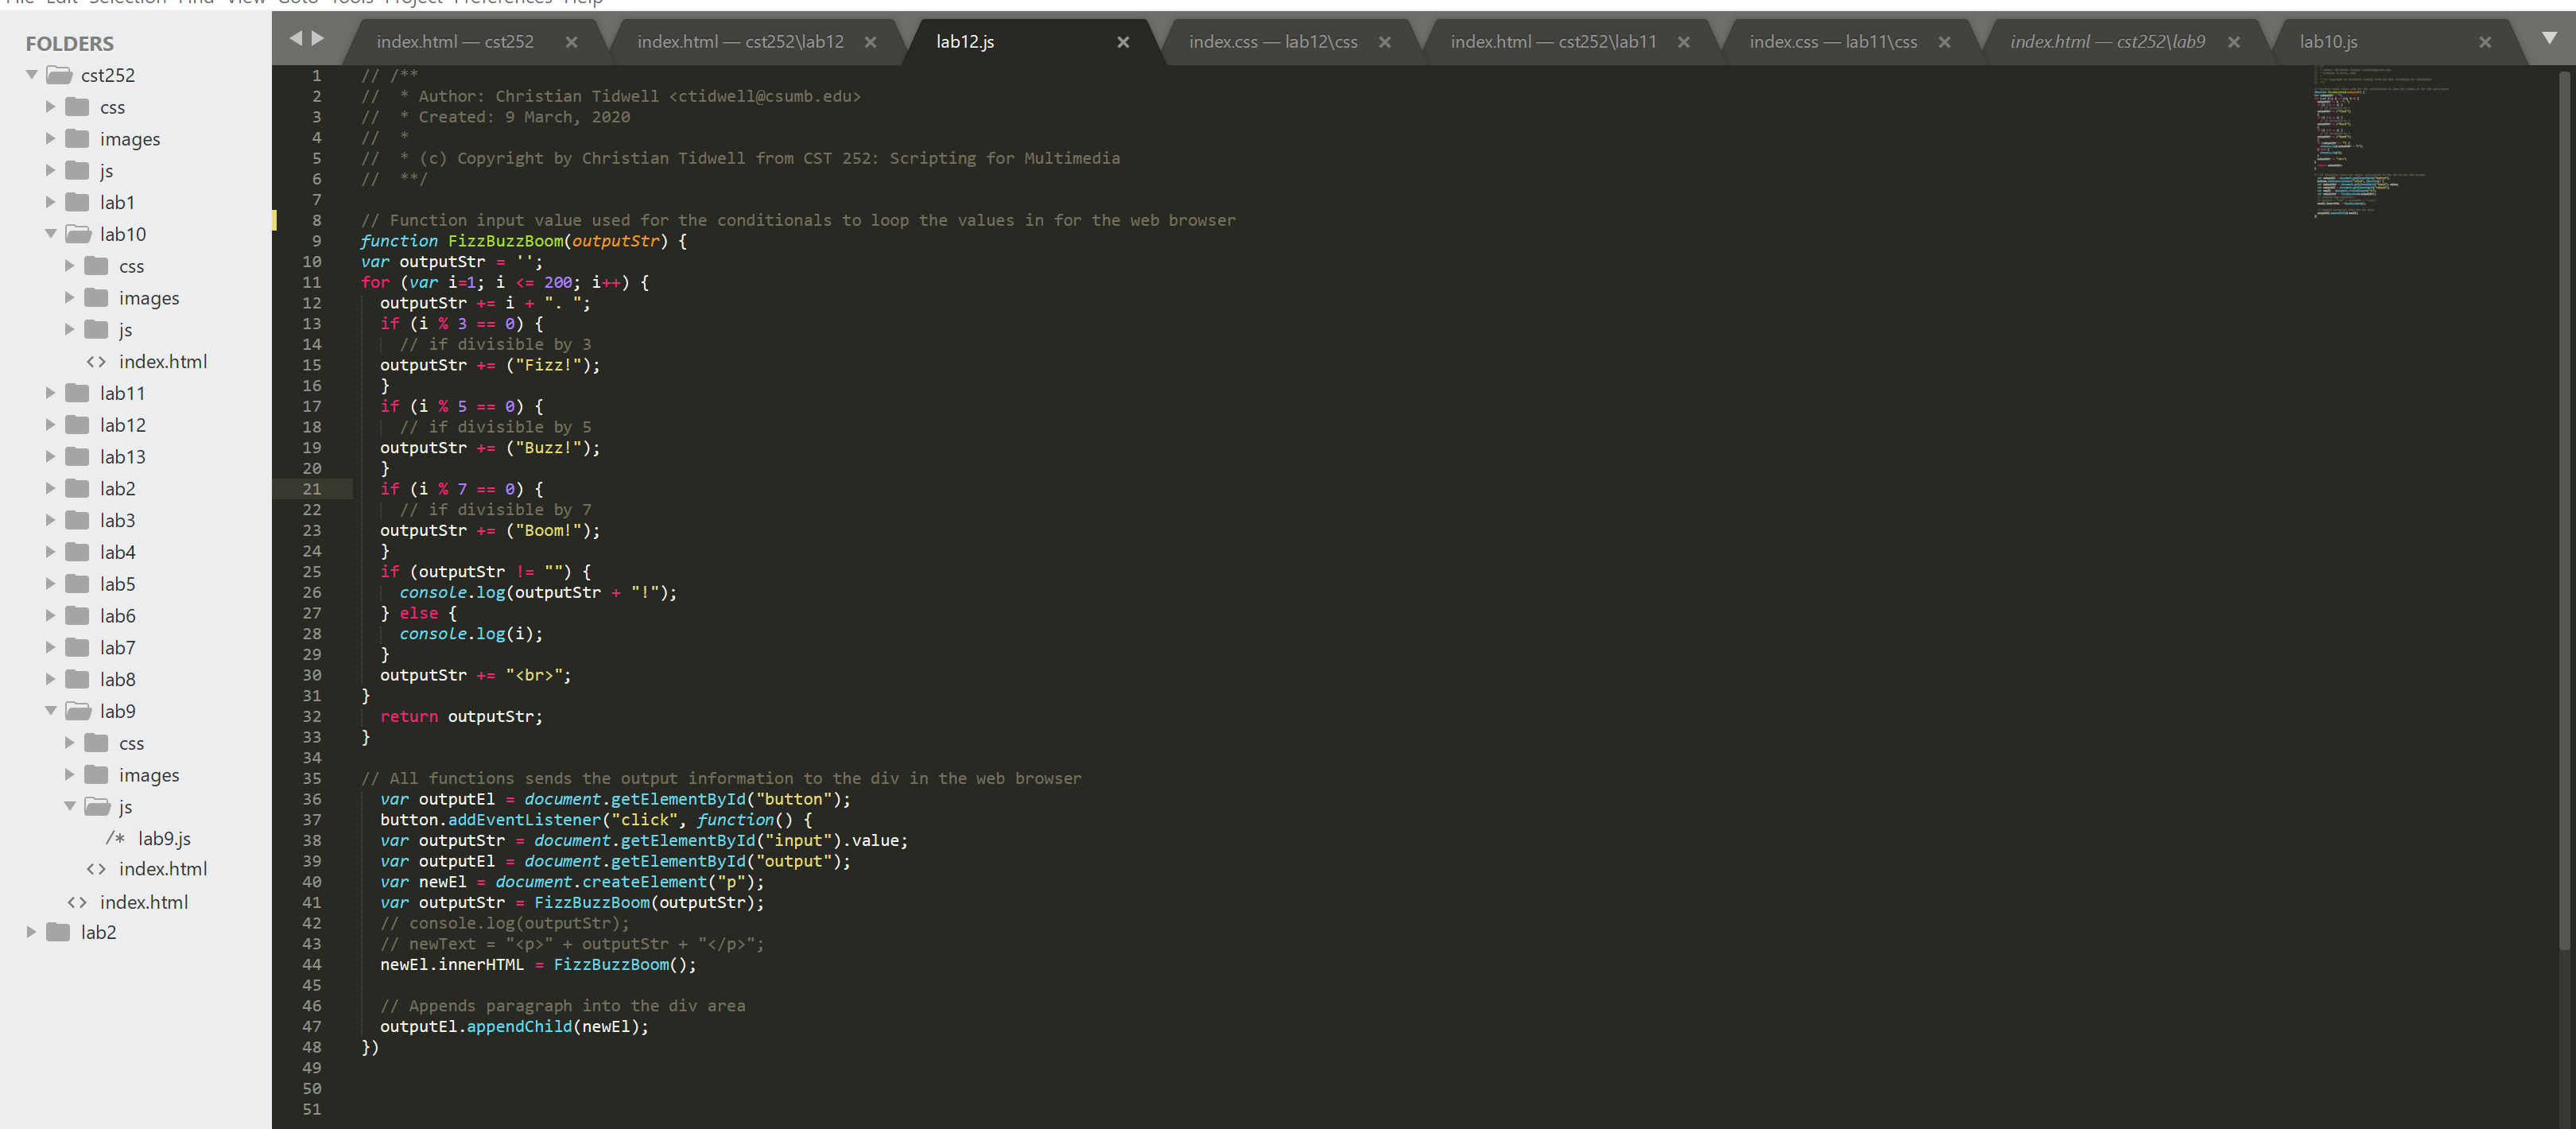 File Edit Selection Find View Goto Tools Project Preferences Help
FOLDERS
cst252
css
images
js
lab1
lab10
css
images
js
<> index.html
lab11
lab12
lab13
lab2
lab3
lab4
lab5
lab6
lab7
lab8
lab9
css
images
js
/* lab9.js
<> index.html
<> index.html
lab2
index.html — cst252
index.html — cst252\lab12
lab12.js
index.css — lab12\css
index.html — cst252\lab11
index.css — lab11\css
index.html — cst252\lab9
lab10.js
1 // /**
2 //  * Author: Christian Tidwell <ctidwell@csumb.edu>
3 //  * Created: 9 March, 2020
4 //  *
5 //  * (c) Copyright by Christian Tidwell from CST 252: Scripting for Multimedia
6 //  **/
7
8 // Function input value used for the conditionals to loop the values in for the web browser
9 function FizzBuzzBoom(outputStr) {
10 var outputStr = '';
11 for (var i=1; i <= 200; i++) {
12   outputStr += i + ". ";
13   if (i % 3 == 0) {
14     // if divisible by 3
15   outputStr += ("Fizz!");
16   }
17   if (i % 5 == 0) {
18     // if divisible by 5
19   outputStr += ("Buzz!");
20   }
21   if (i % 7 == 0) {
22     // if divisible by 7
23   outputStr += ("Boom!");
24   }
25   if (outputStr != "") {
26     console.log(outputStr + "!");
27   } else {
28     console.log(i);
29   }
30   outputStr += "<br>";
31 }
32   return outputStr;
33 }
34
35 // All functions sends the output information to the div in the web browser
36   var outputEl = document.getElementById("button");
37   button.addEventListener("click", function() {
38   var outputStr = document.getElementById("input").value;
39   var outputEl = document.getElementById("output");
40   var newEl = document.createElement("p");
41   var outputStr = FizzBuzzBoom(outputStr);
42   // console.log(outputStr);
43   // newText = "<p>" + outputStr + "</p>";
44   newEl.innerHTML = FizzBuzzBoom();
45
46   // Appends paragraph into the div area
47   outputEl.appendChild(newEl);
48 })
49
50
51